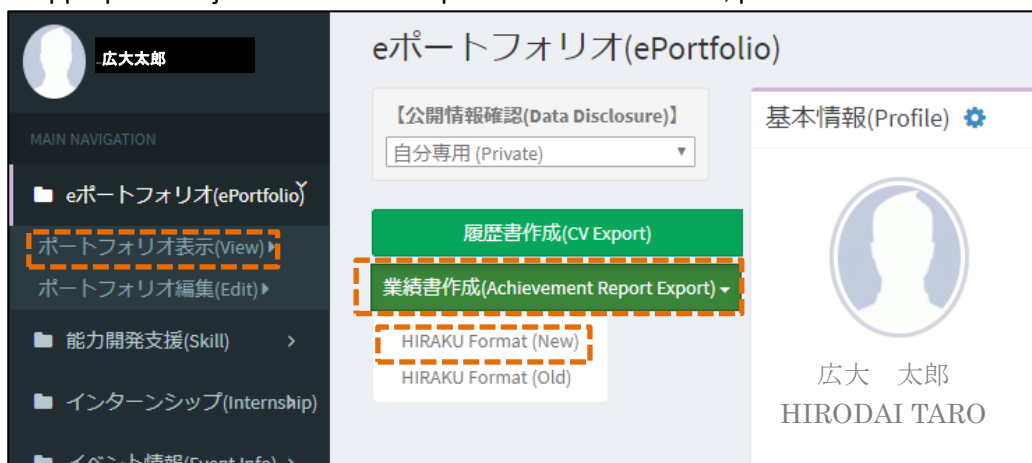 広大太郎
MAIN NAVIGATION
eポートフォリオ(ePortfolio)
ポートフォリオ表示(View)
ポートフォリオ編集(Edit)
能力開発支援(Skill)
インターンシップ(Internship)
eポートフォリオ(ePortfolio)
【公開情報確認(Data Disclosure)】
自分専用 (Private)
履歴書作成(CV Export)
業績書作成(Achievement Report Export)
HIRAKU Format (New)
HIRAKU Format (Old)
基本情報(Profile)
広大 太郎
HIRODAI TARO